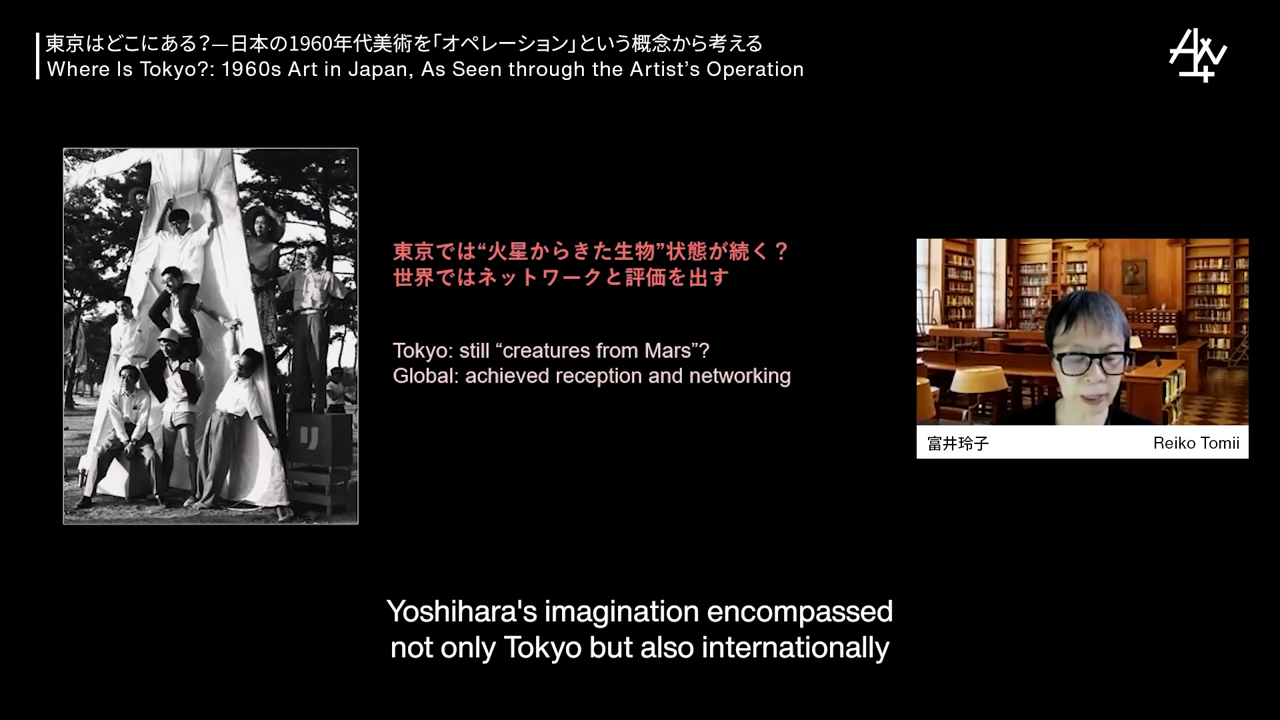 東京はどこにある?—日本の1960年代美術を「オペレーション」という概念から考える
Where Is Tokyo?: 1960s Art in Japan, As Seen through the Artist's Operation
東京では“火星からきた生物”状態が続く？
世界ではネットワークと評価を出す
Tokyo: still “creatures from Mars”?
Global: achieved reception and networking
富井玲子
Reiko Tomii
Yoshihara's imagination encompassed
not only Tokyo but also internationally